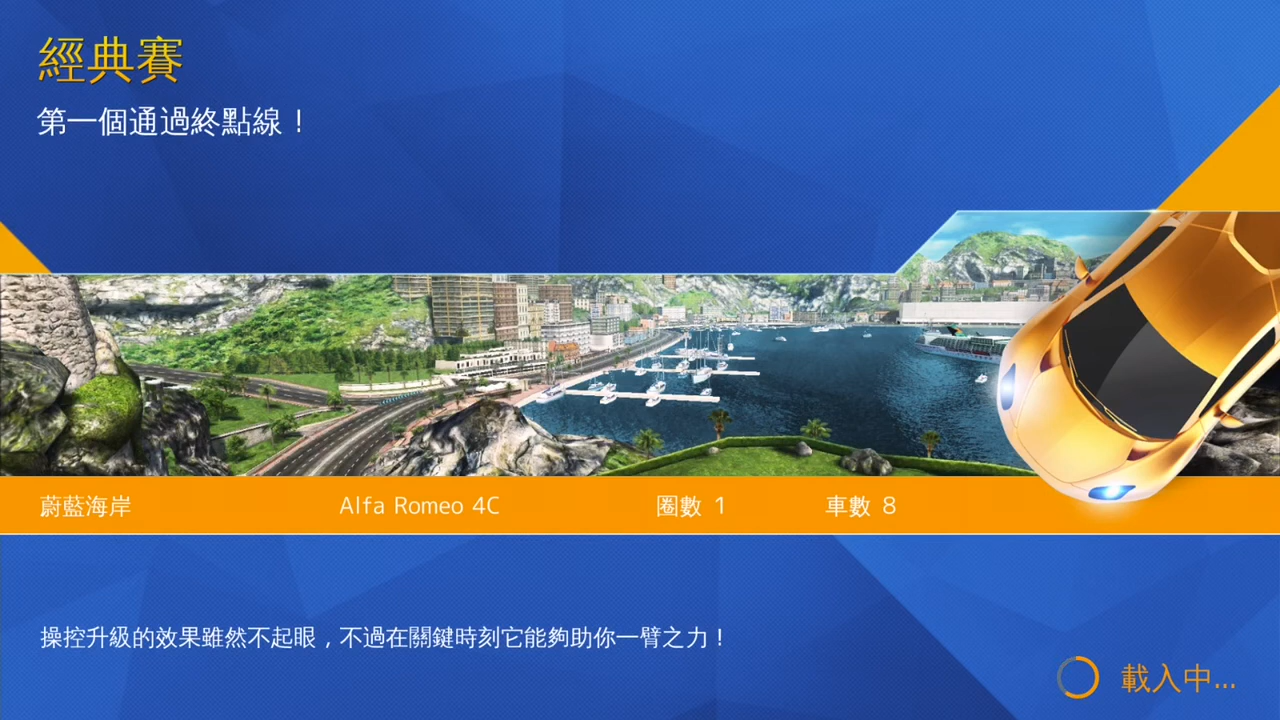 經典賽
第一個通過終點線！
蔚藍海岸 Alfa Romeo 4C 圈數 1 車數 8
操控升級的效果雖然不起眼，不過在關鍵時刻它能夠助你一臂之力！
載入中...